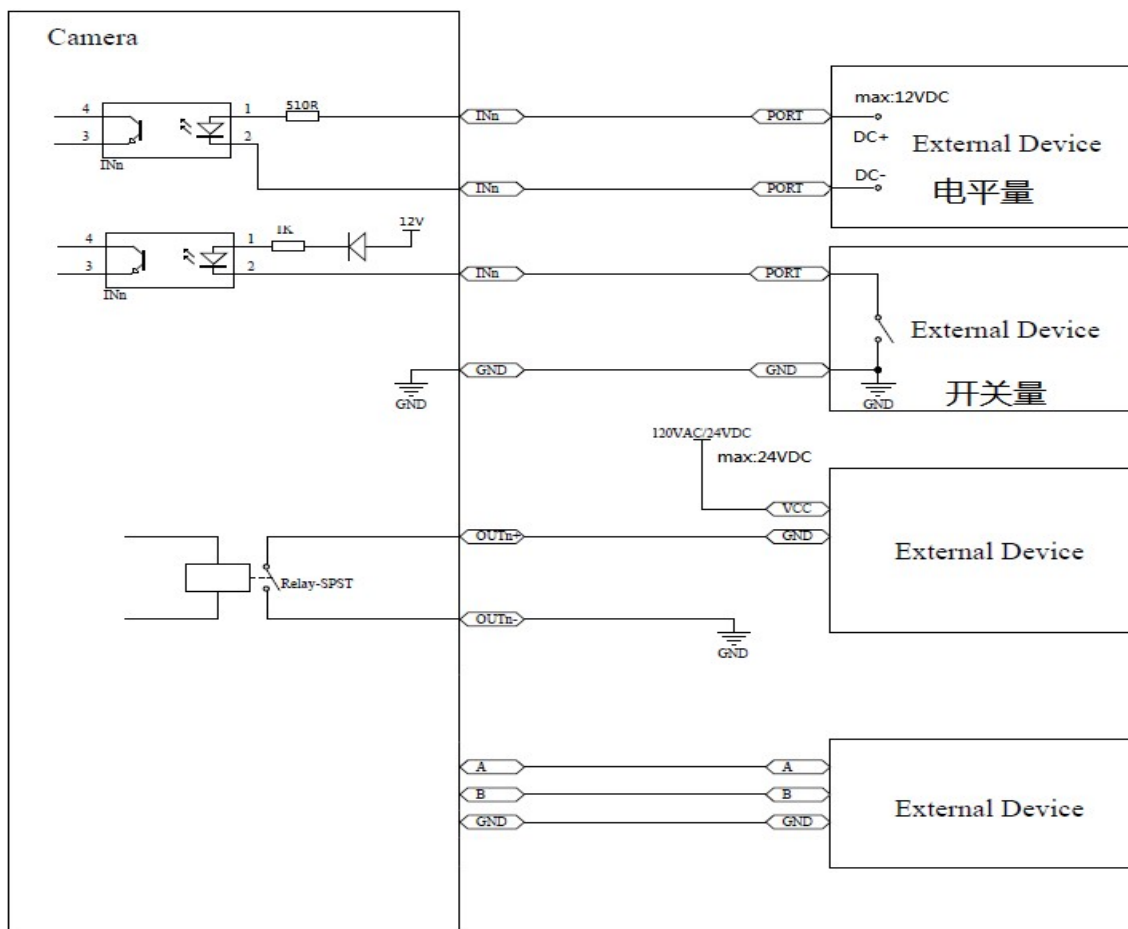 Camera
4
3
INn
1
2
510R
INn
PORT
max:12VDC
DC+
External Device
INn
PORT
DC-
电平量
4
3
INn
1
2
1K
12V
INn
PORT
External Device
GND
GND
GND
GND
开关量
120VAC/24VDC
max:24VDC
VCC
OUTn+
GND
External Device
Relay-SPST
OUTn-
GND
A
A
B
B
External Device
GND
GND